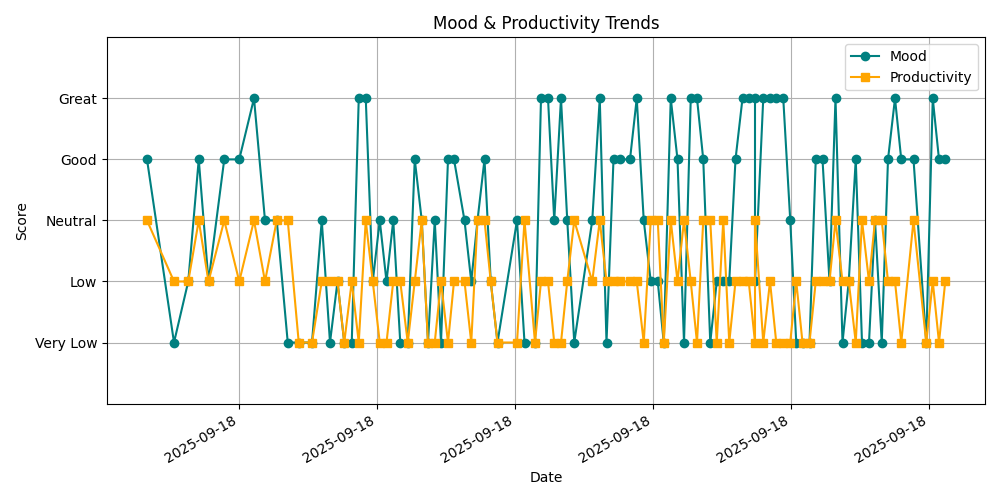 Mood & Productivity Trends
Mood
Productivity
Score
Great
Good
Neutral
Low
Very Low
2025-09-18
2025-09-18
2025-09-18
2025-09-18
2025-09-18
2025-09-18
Date